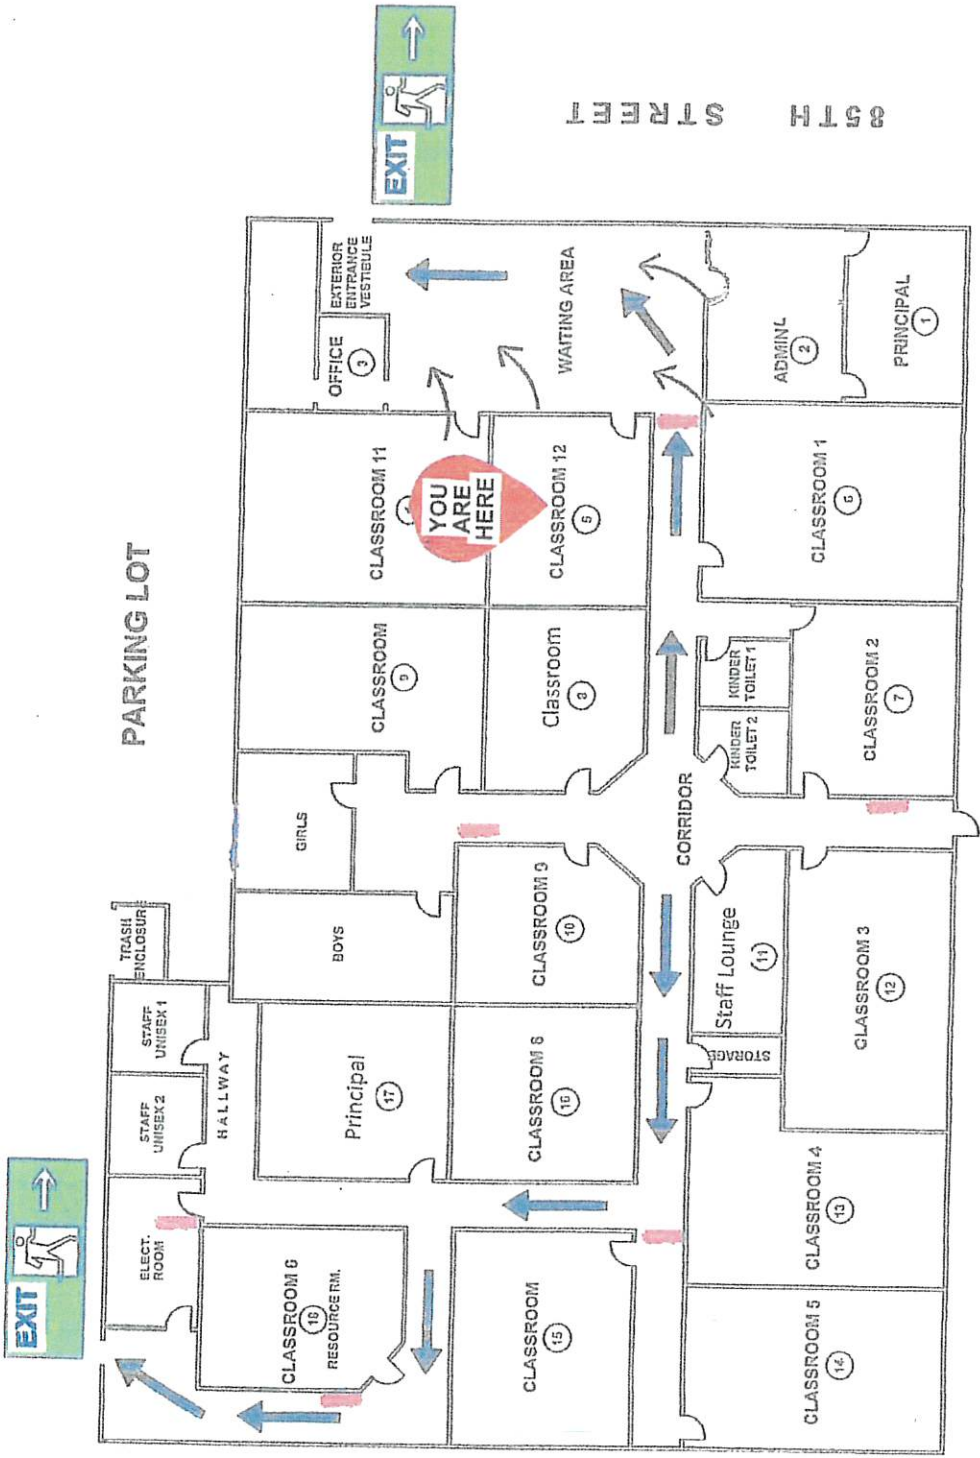 EXIT
EXIT
85TH STREET
PARKING LOT
TRASH
ENCLOSURE
STAFF
UNISEX 1
STAFF
UNISEX 2
ELECT.
ROOM
HALLWAY
GIRLS
BOYS
EXTERIOR
ENTRANCE
VESTIBULE
OFFICE
3
CLASSROOM 11
YOU
ARE
HERE
CLASSROOM 12
5
WAITING AREA
CLASSROOM
9
Classroom
8
Principal
17
CLASSROOM 6
18
RESOURCE RM.
CLASSROOM 9
10
CLASSROOM
16
CLASSROOM
15
CORRIDOR
ADMIN.
2
PRINCIPAL
1
CLASSROOM 1
6
KINDER
TOILET 1
KINDER
TOILET 2
CLASSROOM 2
7
Staff Lounge
11
STORAGE
CLASSROOM 3
12
CLASSROOM 4
13
CLASSROOM 5
14